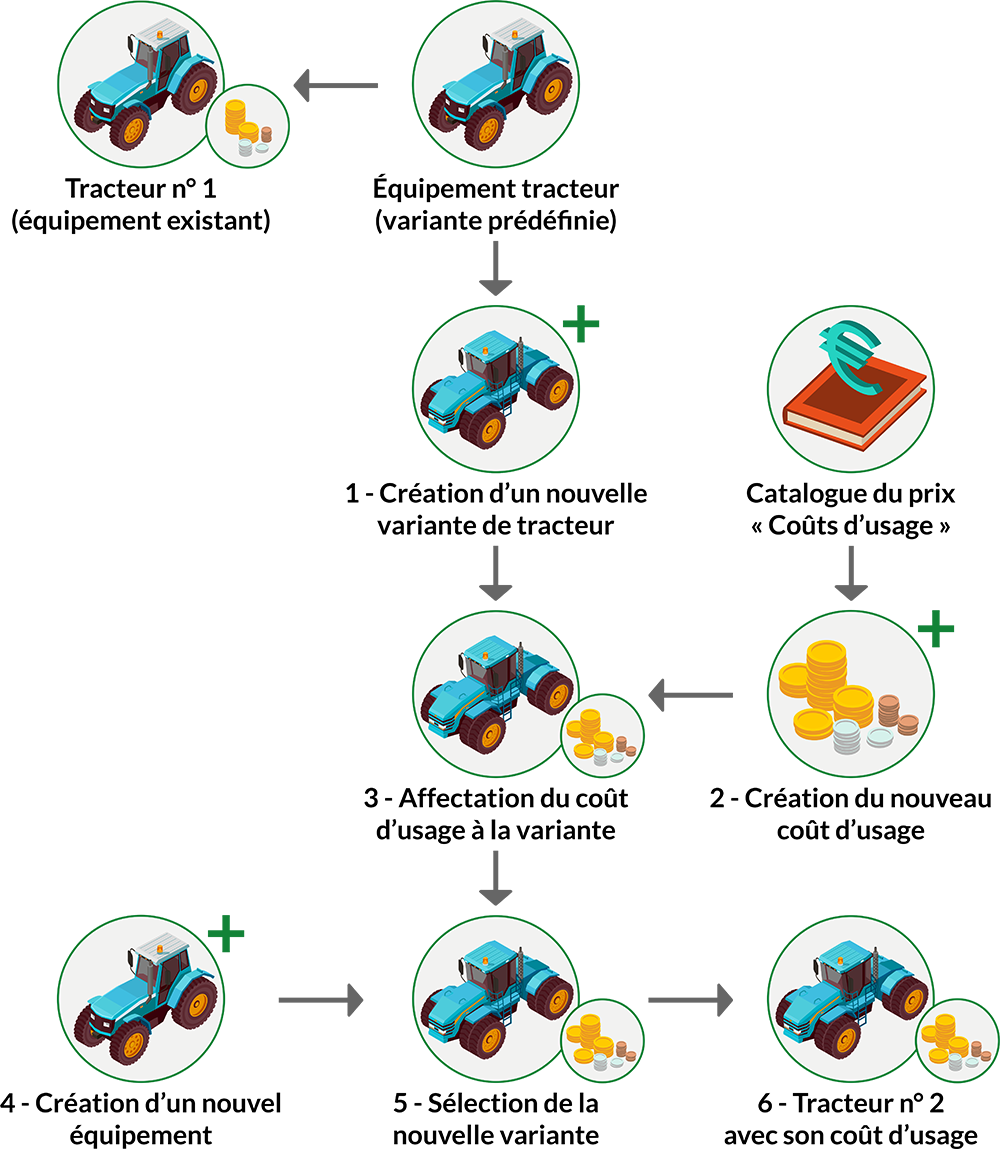 Tracteur n° 1
(équipement existant)
Équipement tracteur
(variante prédéfinie)
1 - Création d’un nouvelle
variante de tracteur
Catalogue du prix
« Coûts d’usage »
3 - Affectation du coût
d’usage à la variante
2 - Création du nouveau
coût d’usage
4 - Création d’un nouvel
équipement
5 - Sélection de la
nouvelle variante
6 - Tracteur n° 2
avec son coût d’usage